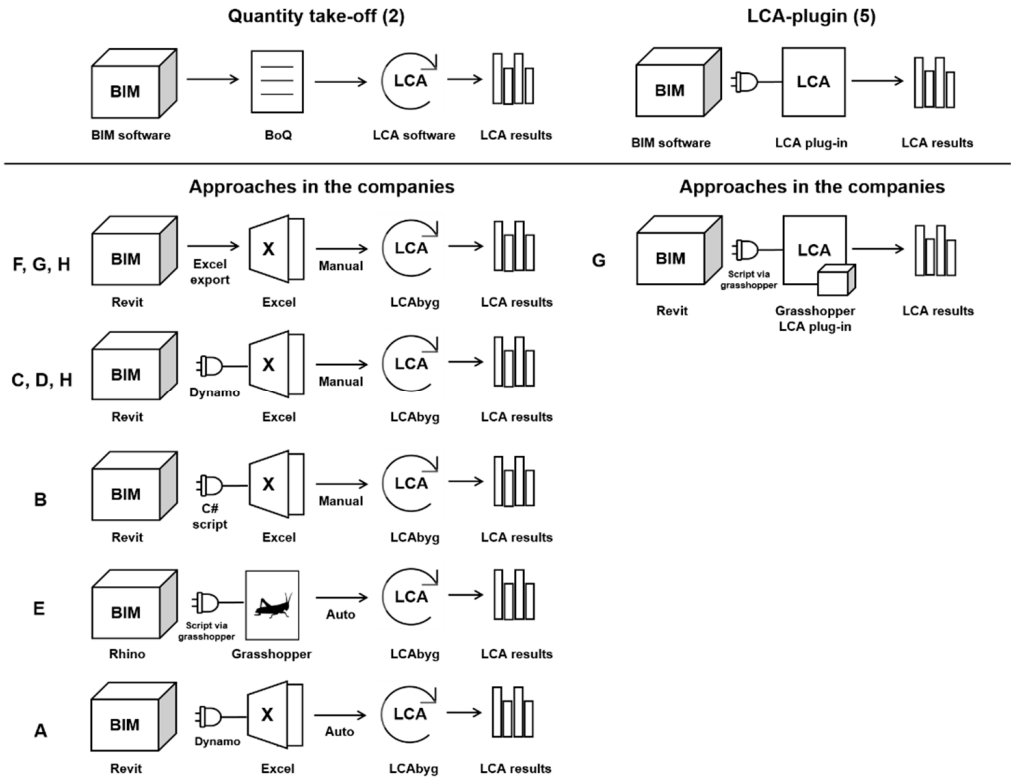 Quantity take-off (2)
BIM
LCA
BIM software
BoQ
LCA software
LCA results
LCA-plugin (5)
BIM
LCA
BIM software
LCA plug-in
LCA results
Approaches in the companies
F, G, H
BIM
Excel
export
X
Manual
LCA
Revit
Excel
LCAbyg
LCA results
C, D, H
BIM
Dynamo
X
Manual
LCA
Revit
Excel
LCAbyg
LCA results
B
BIM
C#
script
X
Manual
LCA
Revit
Excel
LCAbyg
LCA results
E
BIM
Script via
grasshopper
Auto
LCA
Rhino
Grasshopper
LCAbyg
LCA results
A
BIM
Dynamo
X
Auto
LCA
Revit
Excel
LCAbyg
LCA results
Approaches in the companies
G
BIM
Script via
grasshopper
LCA
Revit
Grasshopper
LCA plug-in
LCA results